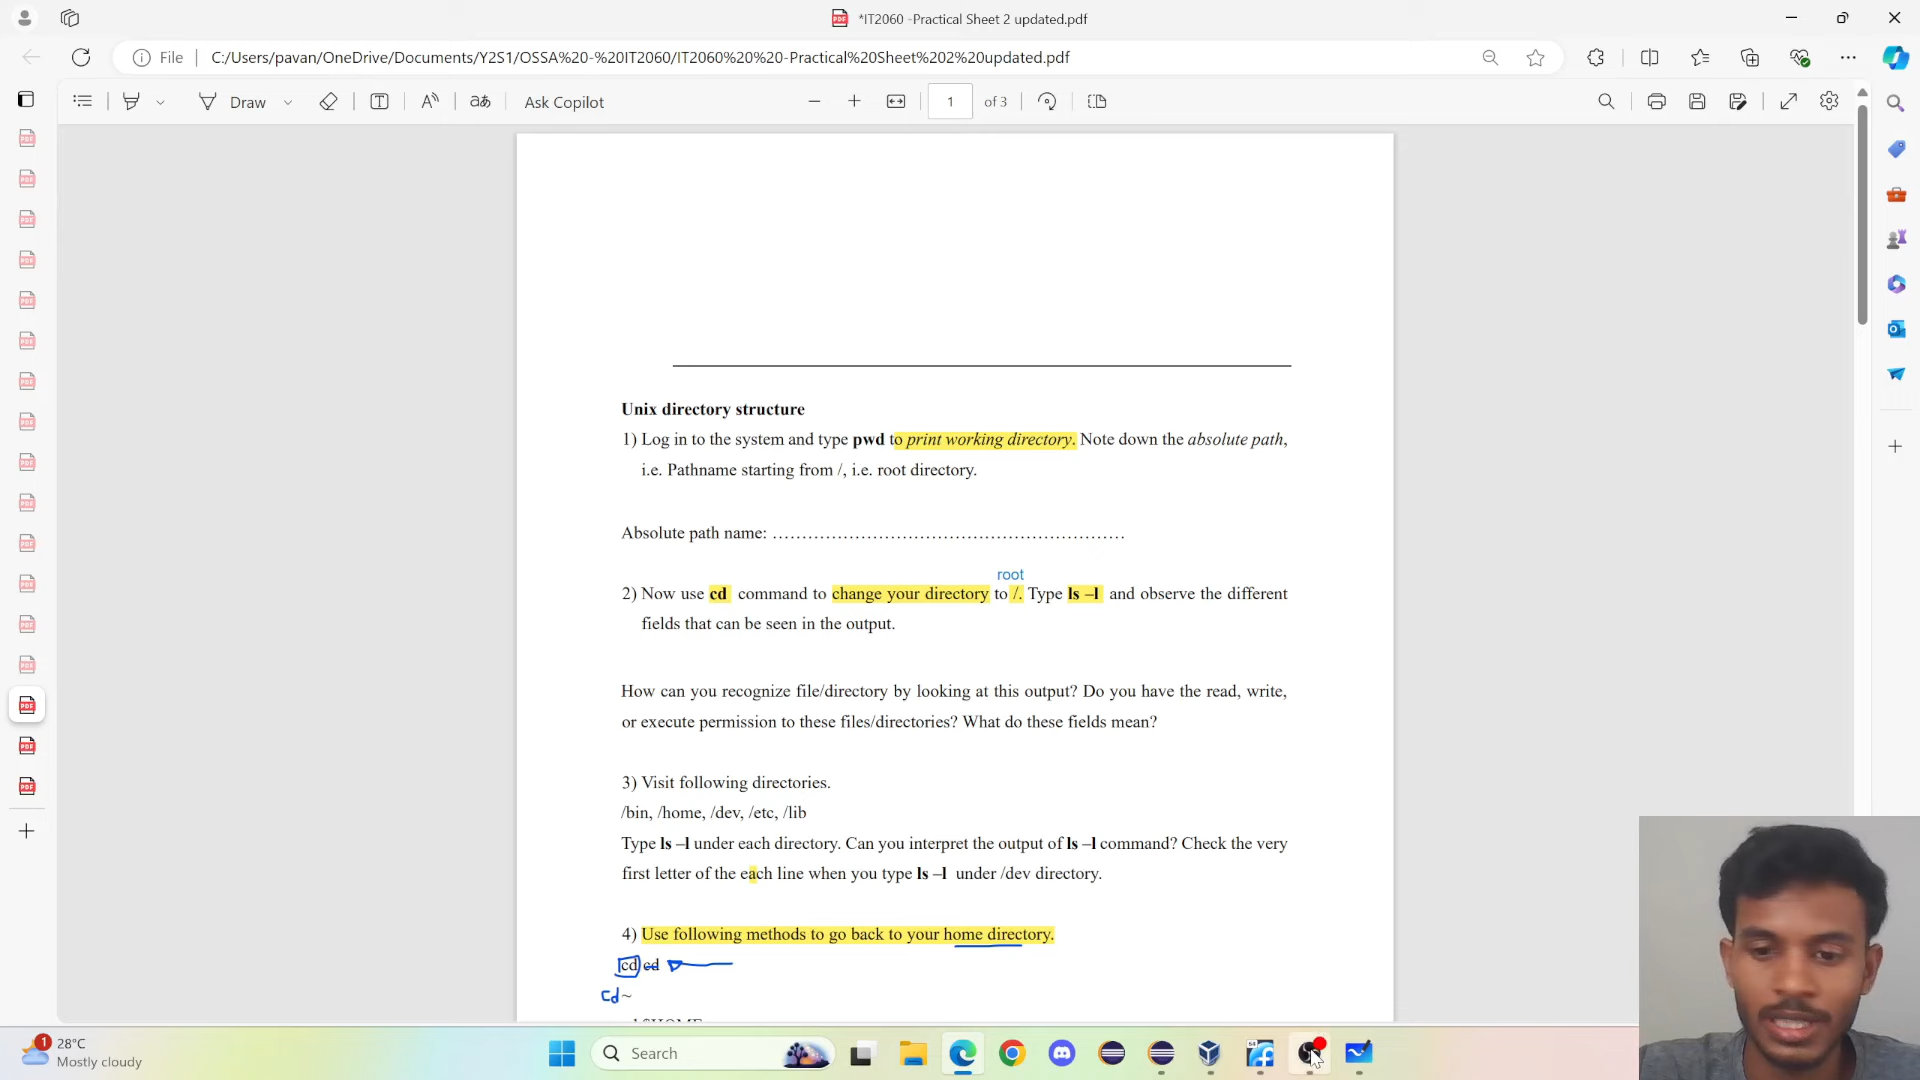 *IT2060 -Practical Sheet 2 updated.pdf
File
C:/Users/pavan/OneDrive/Documents/Y2S1/OSSA%20-%20IT2060/IT2060%20%20-Practical%20Sheet%202%20updated.pdf
Draw
Ask Copilot
1 of 3
Unix directory structure
1) Log in to the system and type pwd to print working directory. Note down the absolute path,
i.e. Pathname starting from /, i.e. root directory.
Absolute path name: ……………………………………………………
root
2) Now use cd command to change your directory to /. Type ls –l and observe the different
fields that can be seen in the output.
How can you recognize file/directory by looking at this output? Do you have the read, write,
or execute permission to these files/directories? What do these fields mean?
3) Visit following directories.
/bin, /home, /dev, /etc, /lib
Type ls –l under each directory. Can you interpret the output of ls –l command? Check the very
first letter of the each line when you type ls –l under /dev directory.
4) Use following methods to go back to your home directory.
cd cd
cd ~
1
28°C
Mostly cloudy
Search